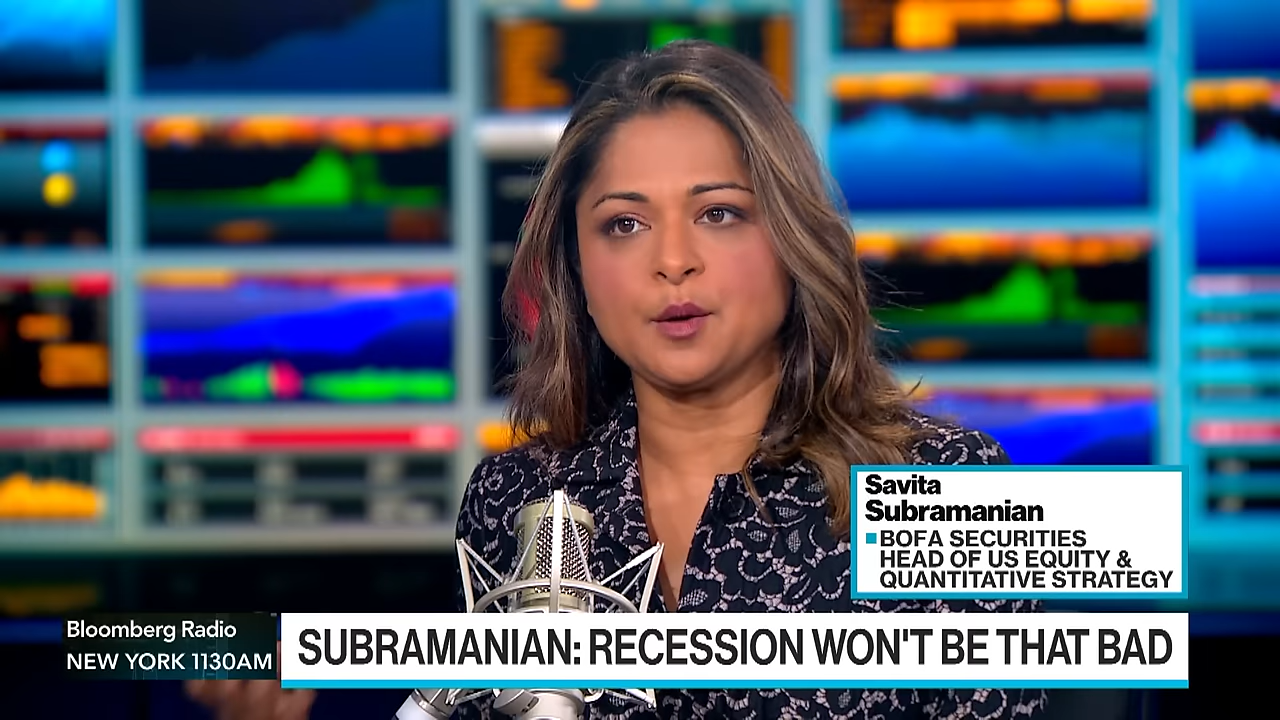 Savita
Subramanian
BOFA SECURITIES
HEAD OF US EQUITY &
QUANTITATIVE STRATEGY
Bloomberg Radio
NEW YORK 1130AM
SUBRAMANIAN: RECESSION WON'T BE THAT BAD